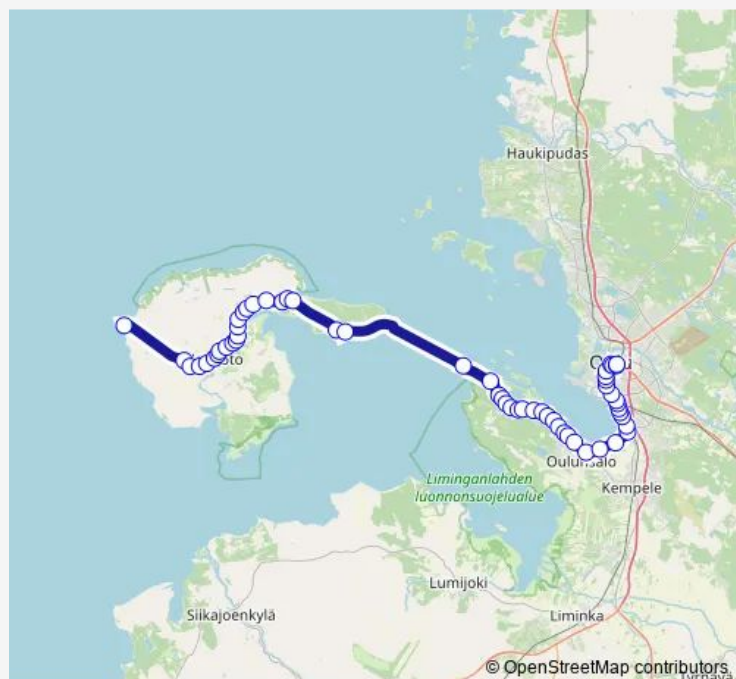 Haukipudas
Oulunsalo
Kempele
Liminganlahden
luonnonsuojelualue
Lumijoki
Siikajoenkylä
Liminka
© OpenStreetMap contributors